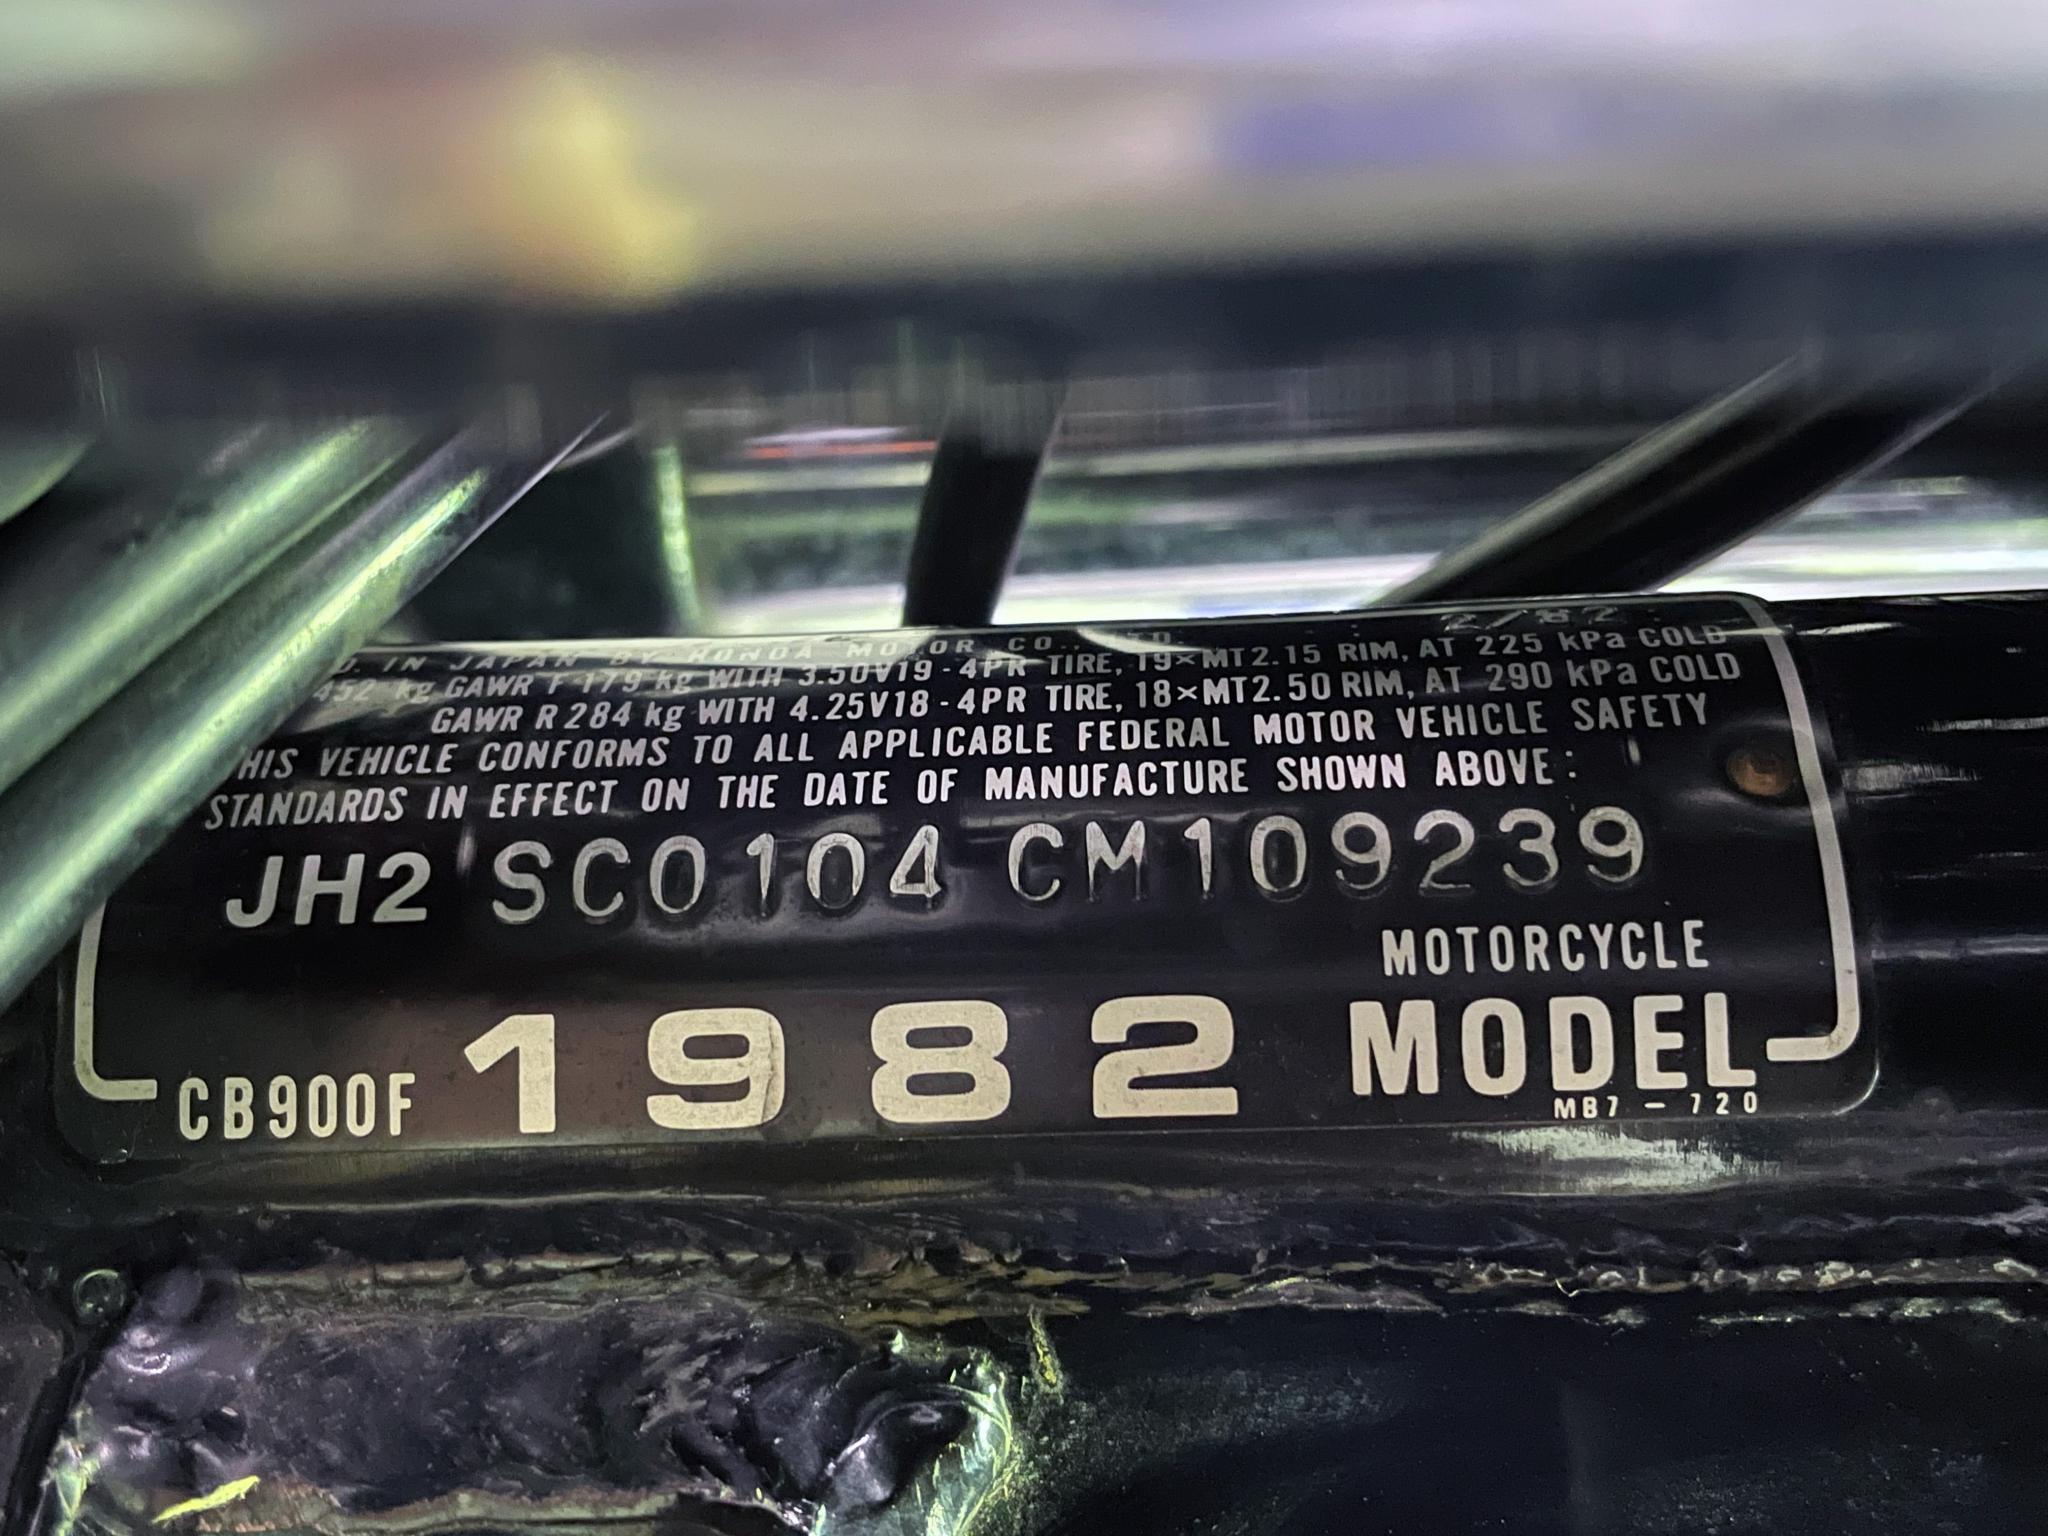 2/82
IN JAPAN BY HONDA MOTOR CO., LTD.
452 kg GAWR F 179 kg WITH 3.50V19-4PR TIRE, 19×MT2.15 RIM, AT 225 kPa COLD
GAWR R 284 kg WITH 4.25V18-4PR TIRE, 18×MT2.50 RIM, AT 290 kPa COLD
THIS VEHICLE CONFORMS TO ALL APPLICABLE FEDERAL MOTOR VEHICLE SAFETY
STANDARDS IN EFFECT ON THE DATE OF MANUFACTURE SHOWN ABOVE:
JH2 SC0104 CM109239
MOTORCYCLE
CB900F 1982 MODEL
MB7-720